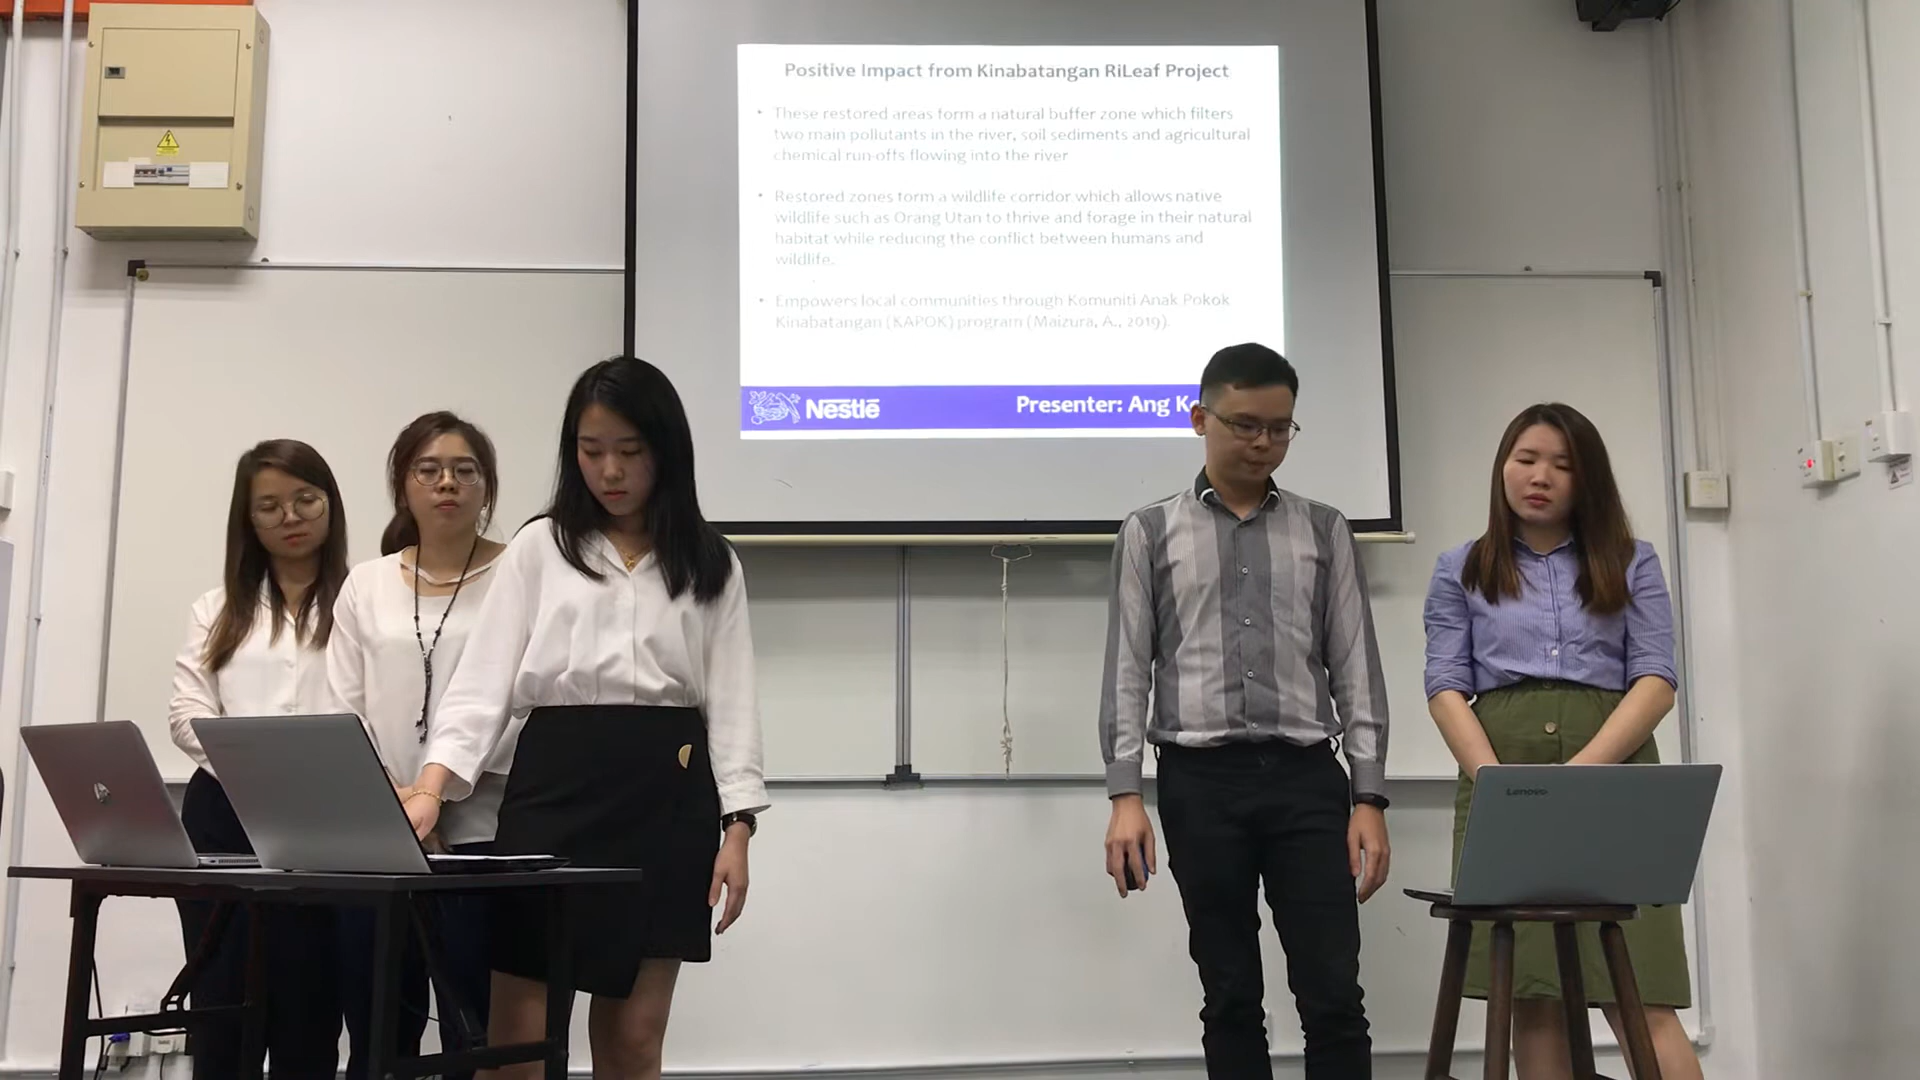 Positive Impact from Kinabatangan RiLeaf Project
• These restored areas form a natural buffer zone which filters
two main pollutants in the river, soil sediments and agricultural
chemical run-offs flowing into the river
• Restored zones form a wildlife corridor which allows native
wildlife such as Orang Utan to thrive and forage in their natural
habitat while reducing the conflict between humans and
wildlife.
• Empowers local communities through Komuniti Anak Pokok
Kinabatangan (KAPOK) program (Maizura, A., 2019).
Nestlé
Presenter: Ang
Lenovo
hp